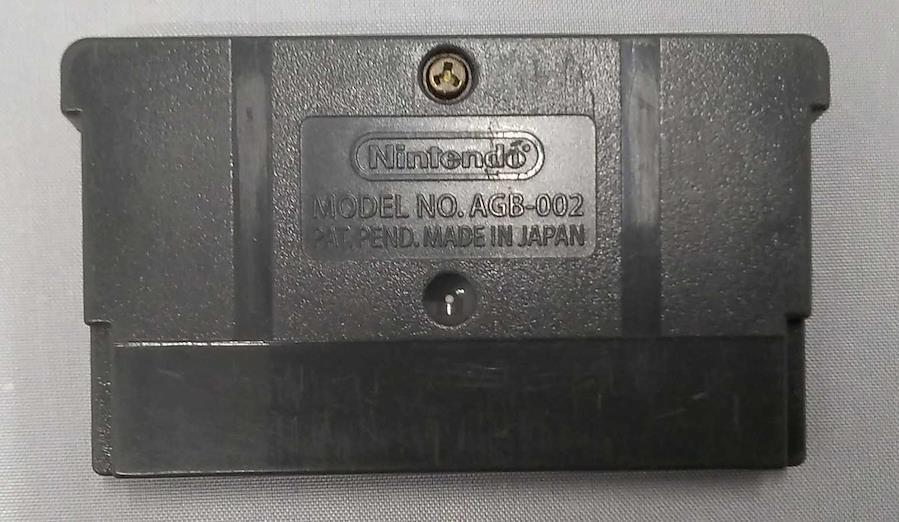 Nintendo®
MODEL NO. AGB-002
PAT. PEND. MADE IN JAPAN